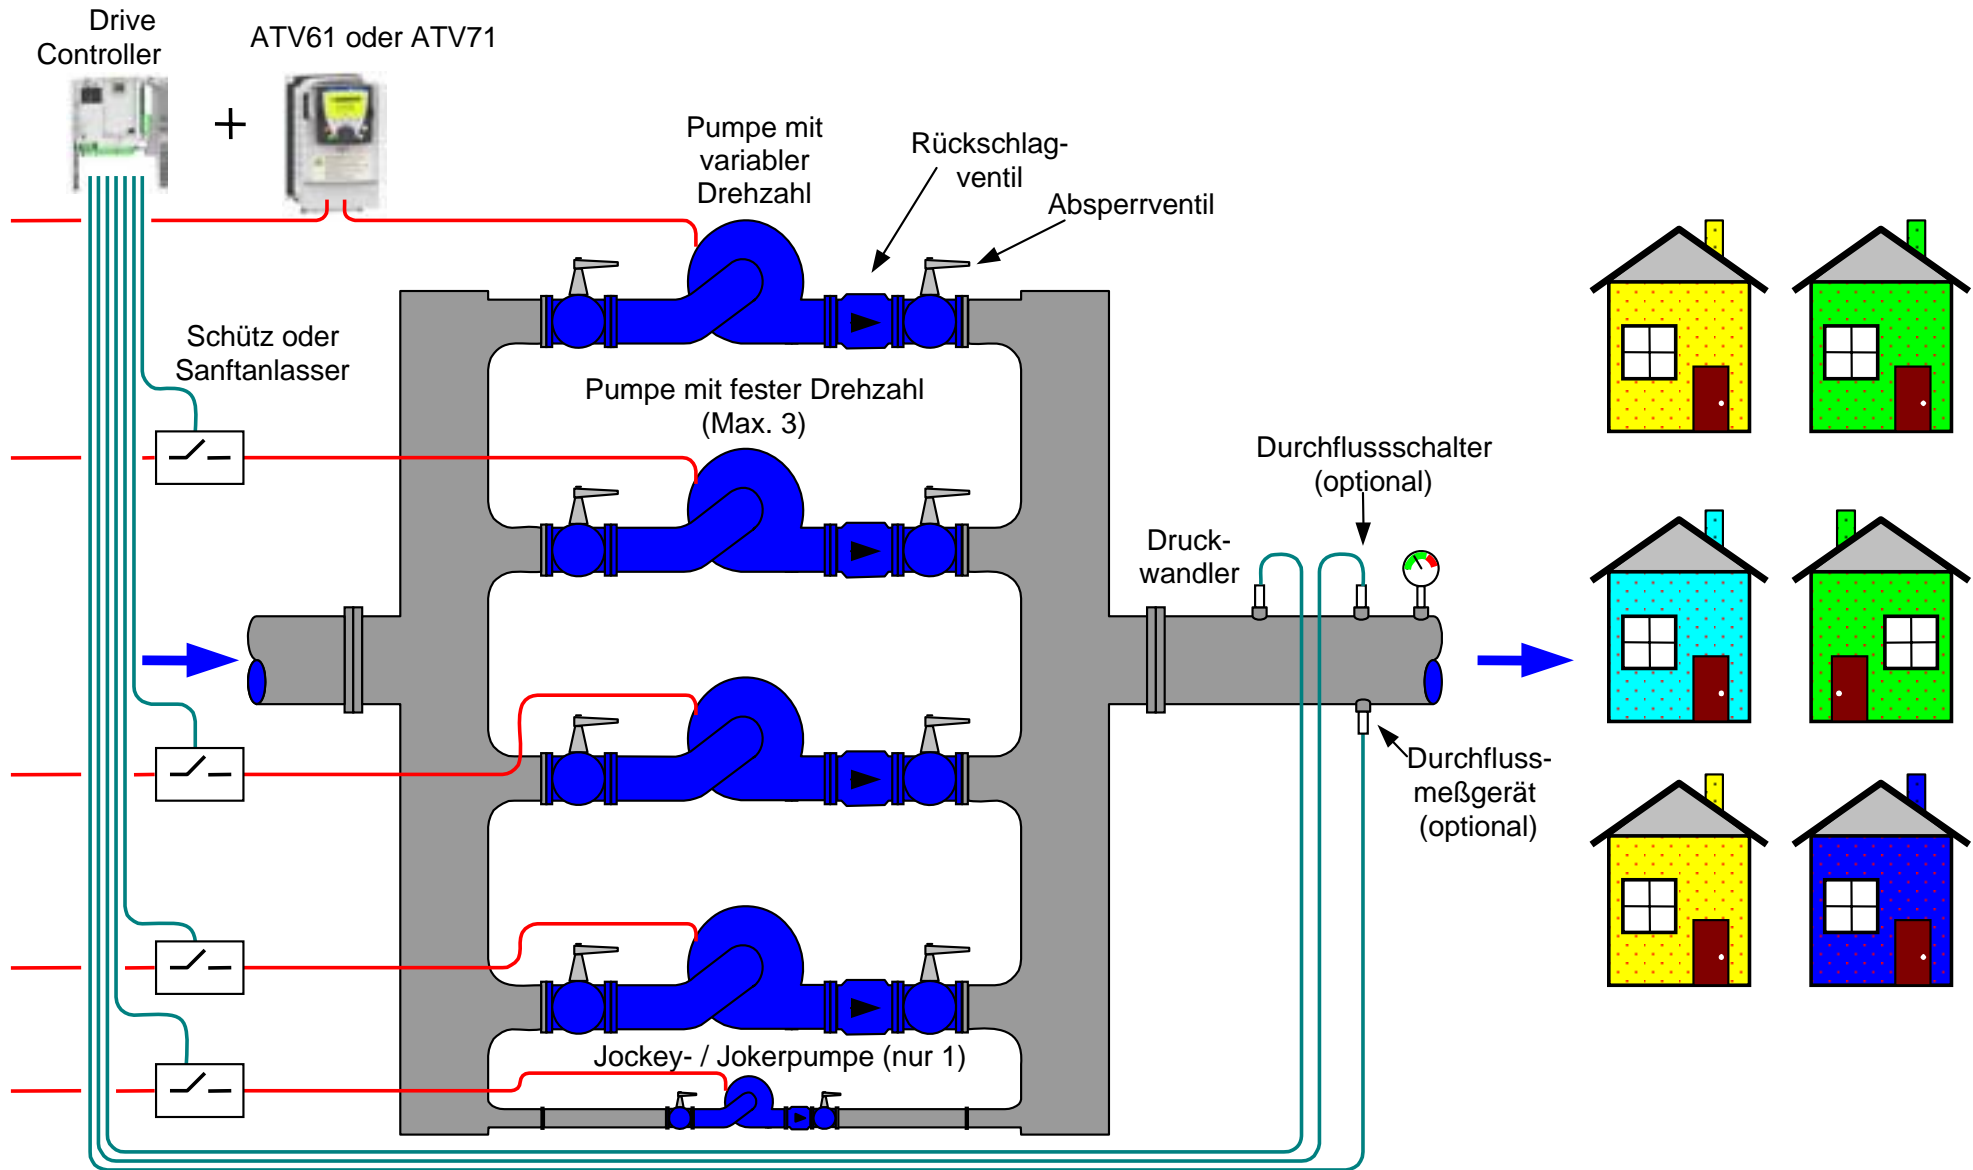 Drive
Controller
ATV61 oder ATV71
Pumpe mit
variabler
Drehzahl
Rückschlag-
ventil
Absperrventil
Schütz oder
Sanftanlasser
Pumpe mit fester Drehzahl
(Max. 3)
Durchflussschalter
(optional)
Druck-
wandler
Durchfluss-
meßgerät
(optional)
Jockey- / Jokerpumpe (nur 1)